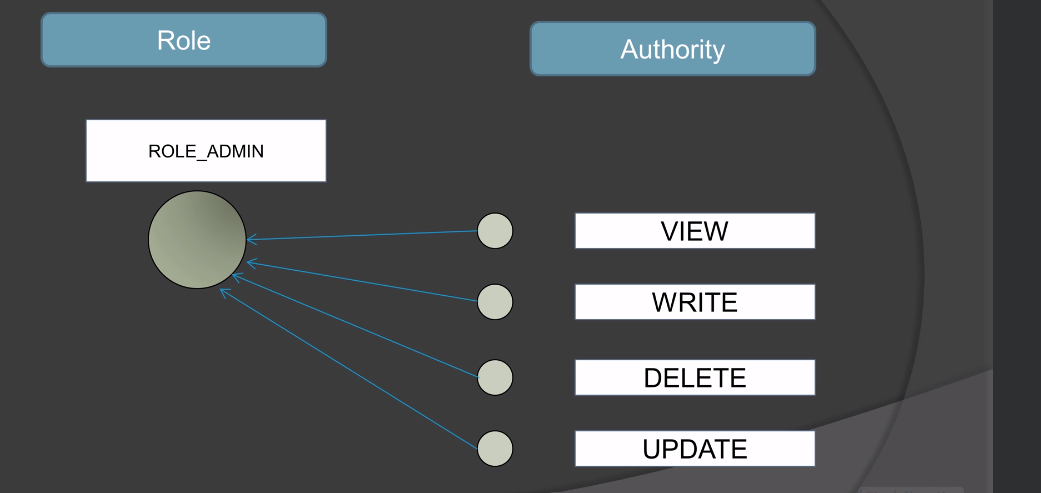 Role
Authority
ROLE_ADMIN
VIEW
WRITE
DELETE
UPDATE